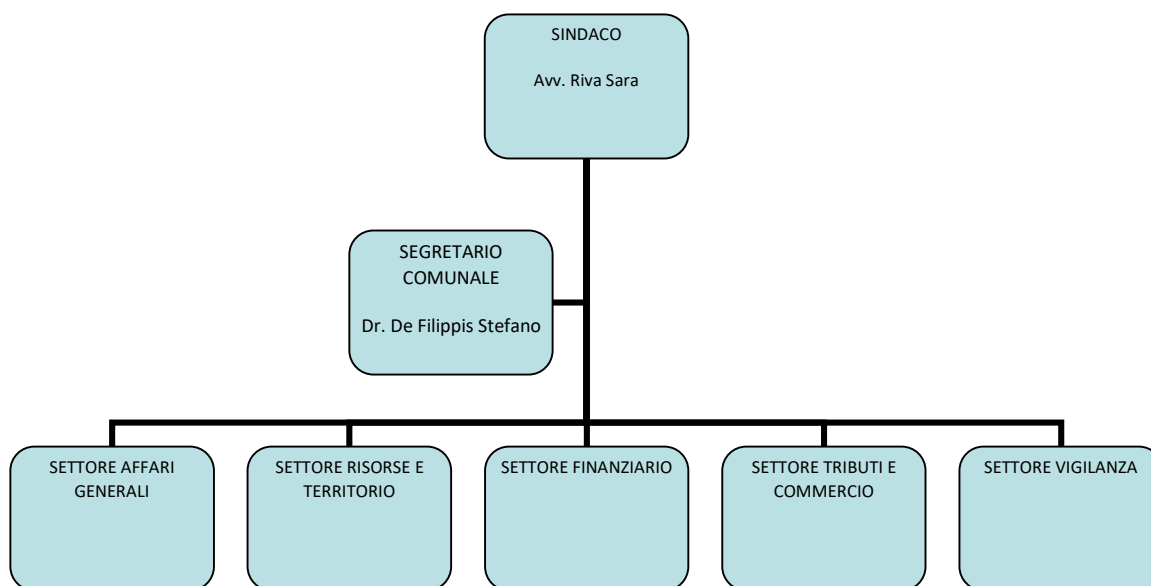 SINDACO
Avv. Riva Sara
SEGRETARIO
COMUNALE
Dr. De Filippis Stefano
SETTORE AFFARI
GENERALI
SETTORE RISORSE E
TERRITORIO
SETTORE FINANZIARIO
SETTORE TRIBUTI E
COMMERCIO
SETTORE VIGILANZA